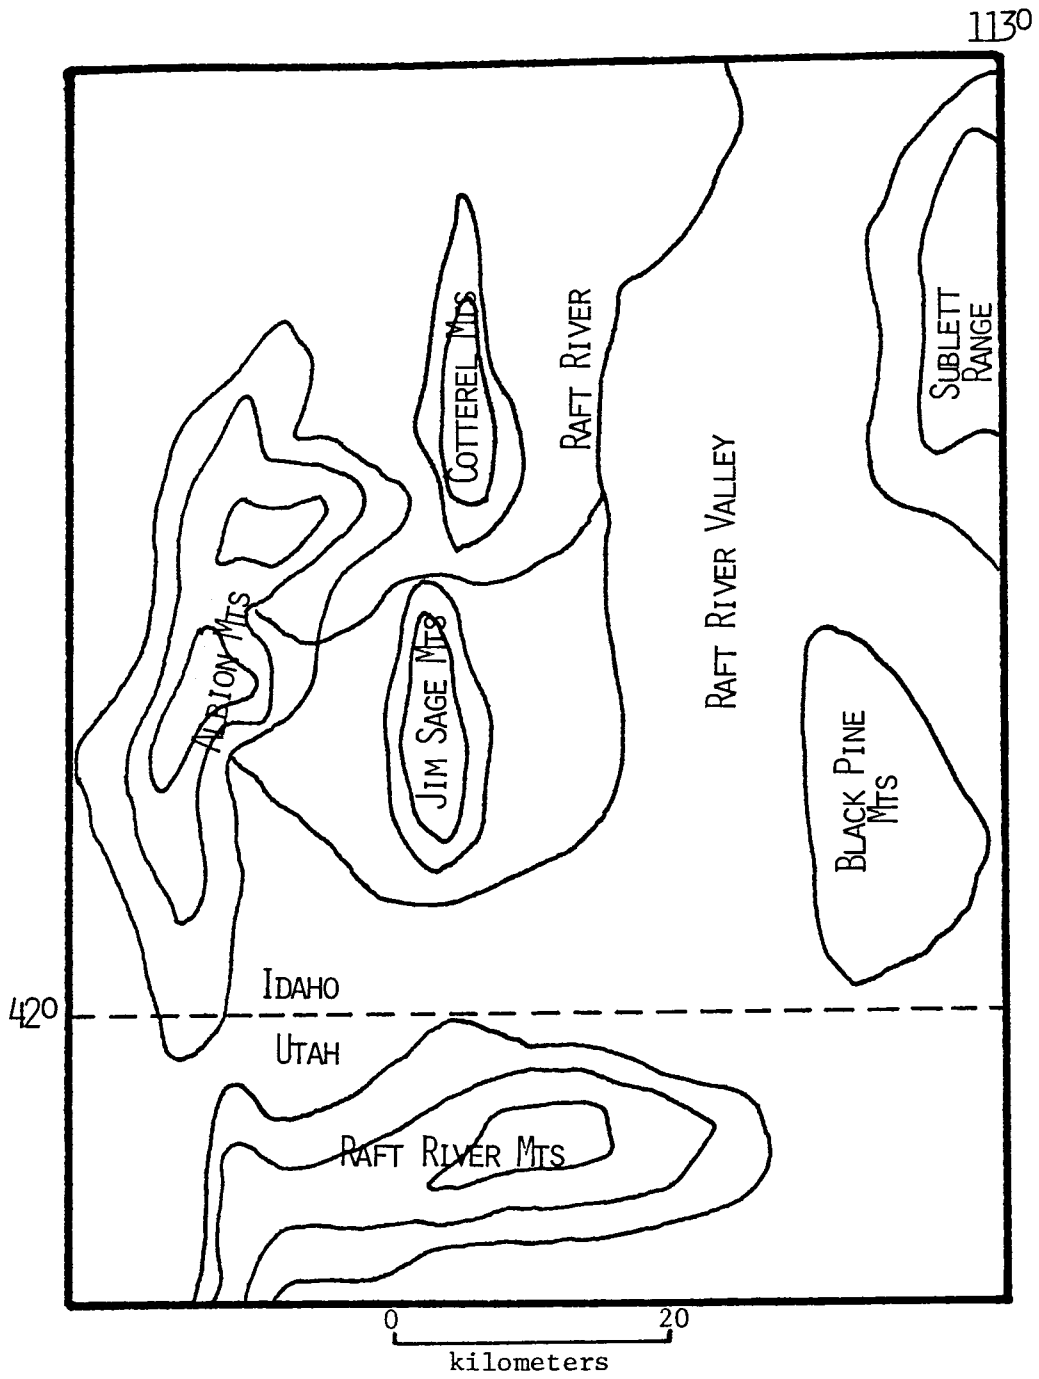 113°
COTTEREL MTS
RAFT RIVER
SUBLETT
RANGE
RAFT RIVER VALLEY
ALBION MTS
JIM SAGE MTS
BLACK PINE
MTS
42°
IDAHO
UTAH
RAFT RIVER MTS
0 20
kilometers